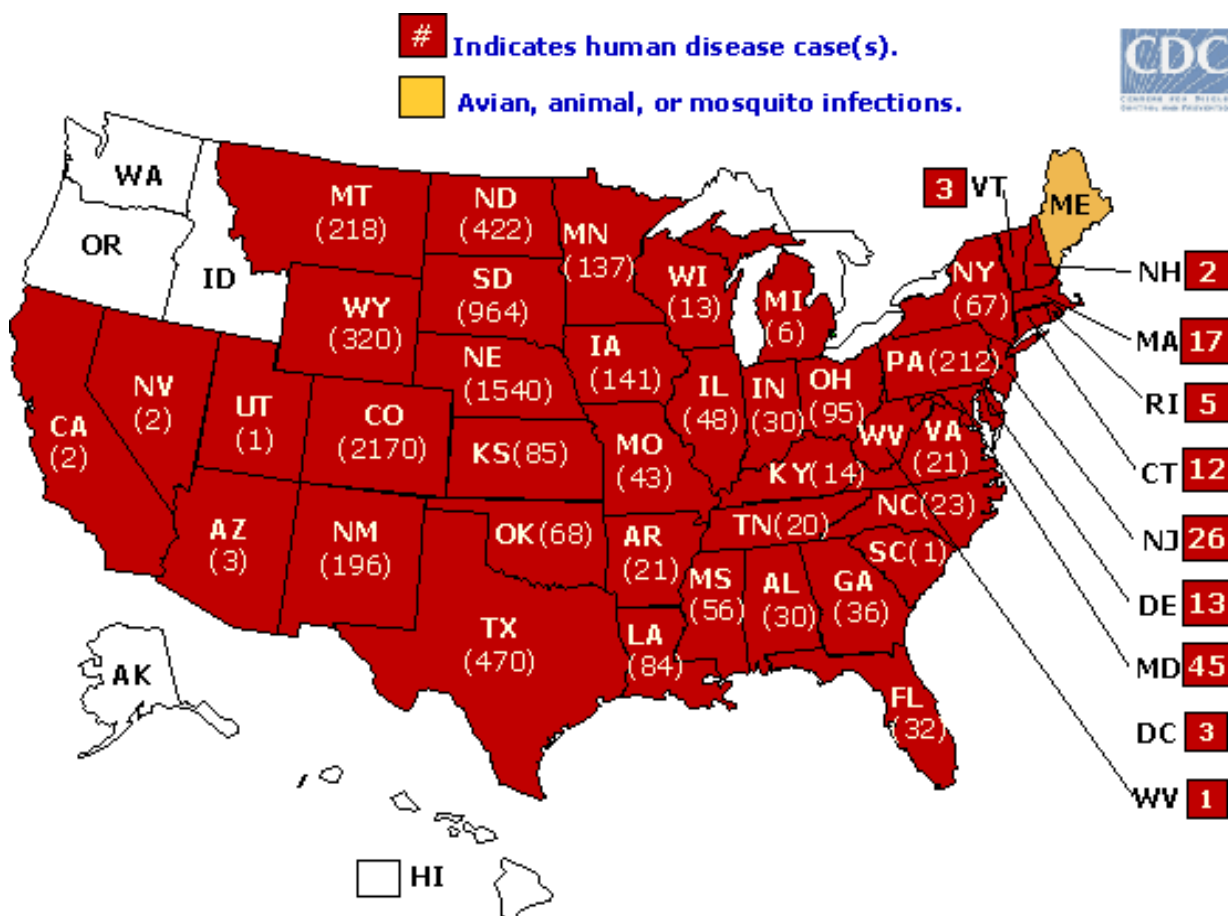 # Indicates human disease case(s).
Avian, animal, or mosquito infections.
CDC
WA
OR
ID
MT
(218)
ND
(422)
MN
(137)
WI
(13)
MI
(6)
3 VT
ME
NY
(67)
NH 2
MA 17
RI 5
CT 12
NJ 26
DE 13
MD 45
DC 3
WV 1
WY
(320)
SD
(964)
NE
(1540)
IA
(141)
IL
(48)
IN
(30)
OH
(95)
PA(212)
WV
VA
(21)
CA
(2)
NV
(2)
UT
(1)
CO
(2170)
KS(85)
MO
(43)
KY(14)
NC(23)
TN(20)
SC(1)
AZ
(3)
NM
(196)
OK(68)
AR
(21)
MS
(56)
AL
(30)
GA
(36)
TX
(470)
LA
(84)
FL
(32)
AK
HI